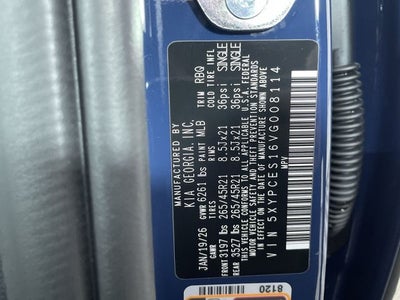 MANUFACTURED BY
KIA GEORGIA, INC.
JAN/19/26 GVWR 6261 lbs PAINT MLB TRIM RBQ
GAWR TIRES RIMS COLD TIRE INFL
FRONT 3197 lbs 265/45R21 8.5Jx21 36psi SINGLE
REAR 3527 lbs 265/45R21 8.5Jx21 36psi SINGLE
THIS VEHICLE CONFORMS TO ALL APPLICABLE U.S.A. FEDERAL
MOTOR VEHICLE SAFETY AND THEFT PREVENTION STANDARDS
IN EFFECT ON THE DATE OF MANUFACTURE SHOWN ABOVE.
VIN 5XYPCES16VG008114
MPV
8120